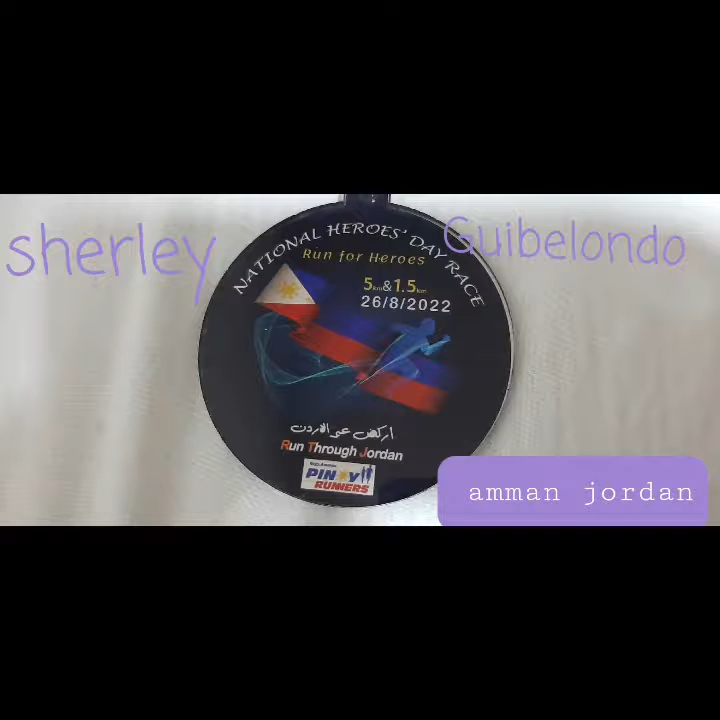 sherley
Guibelondo
NATIONAL HEROES' DAY RACE
Run for Heroes
5km & 1.5km
26/8/2022
اركض عبر الاردن
Run Through Jordan
PINOY
RUNNERS
amman jordan